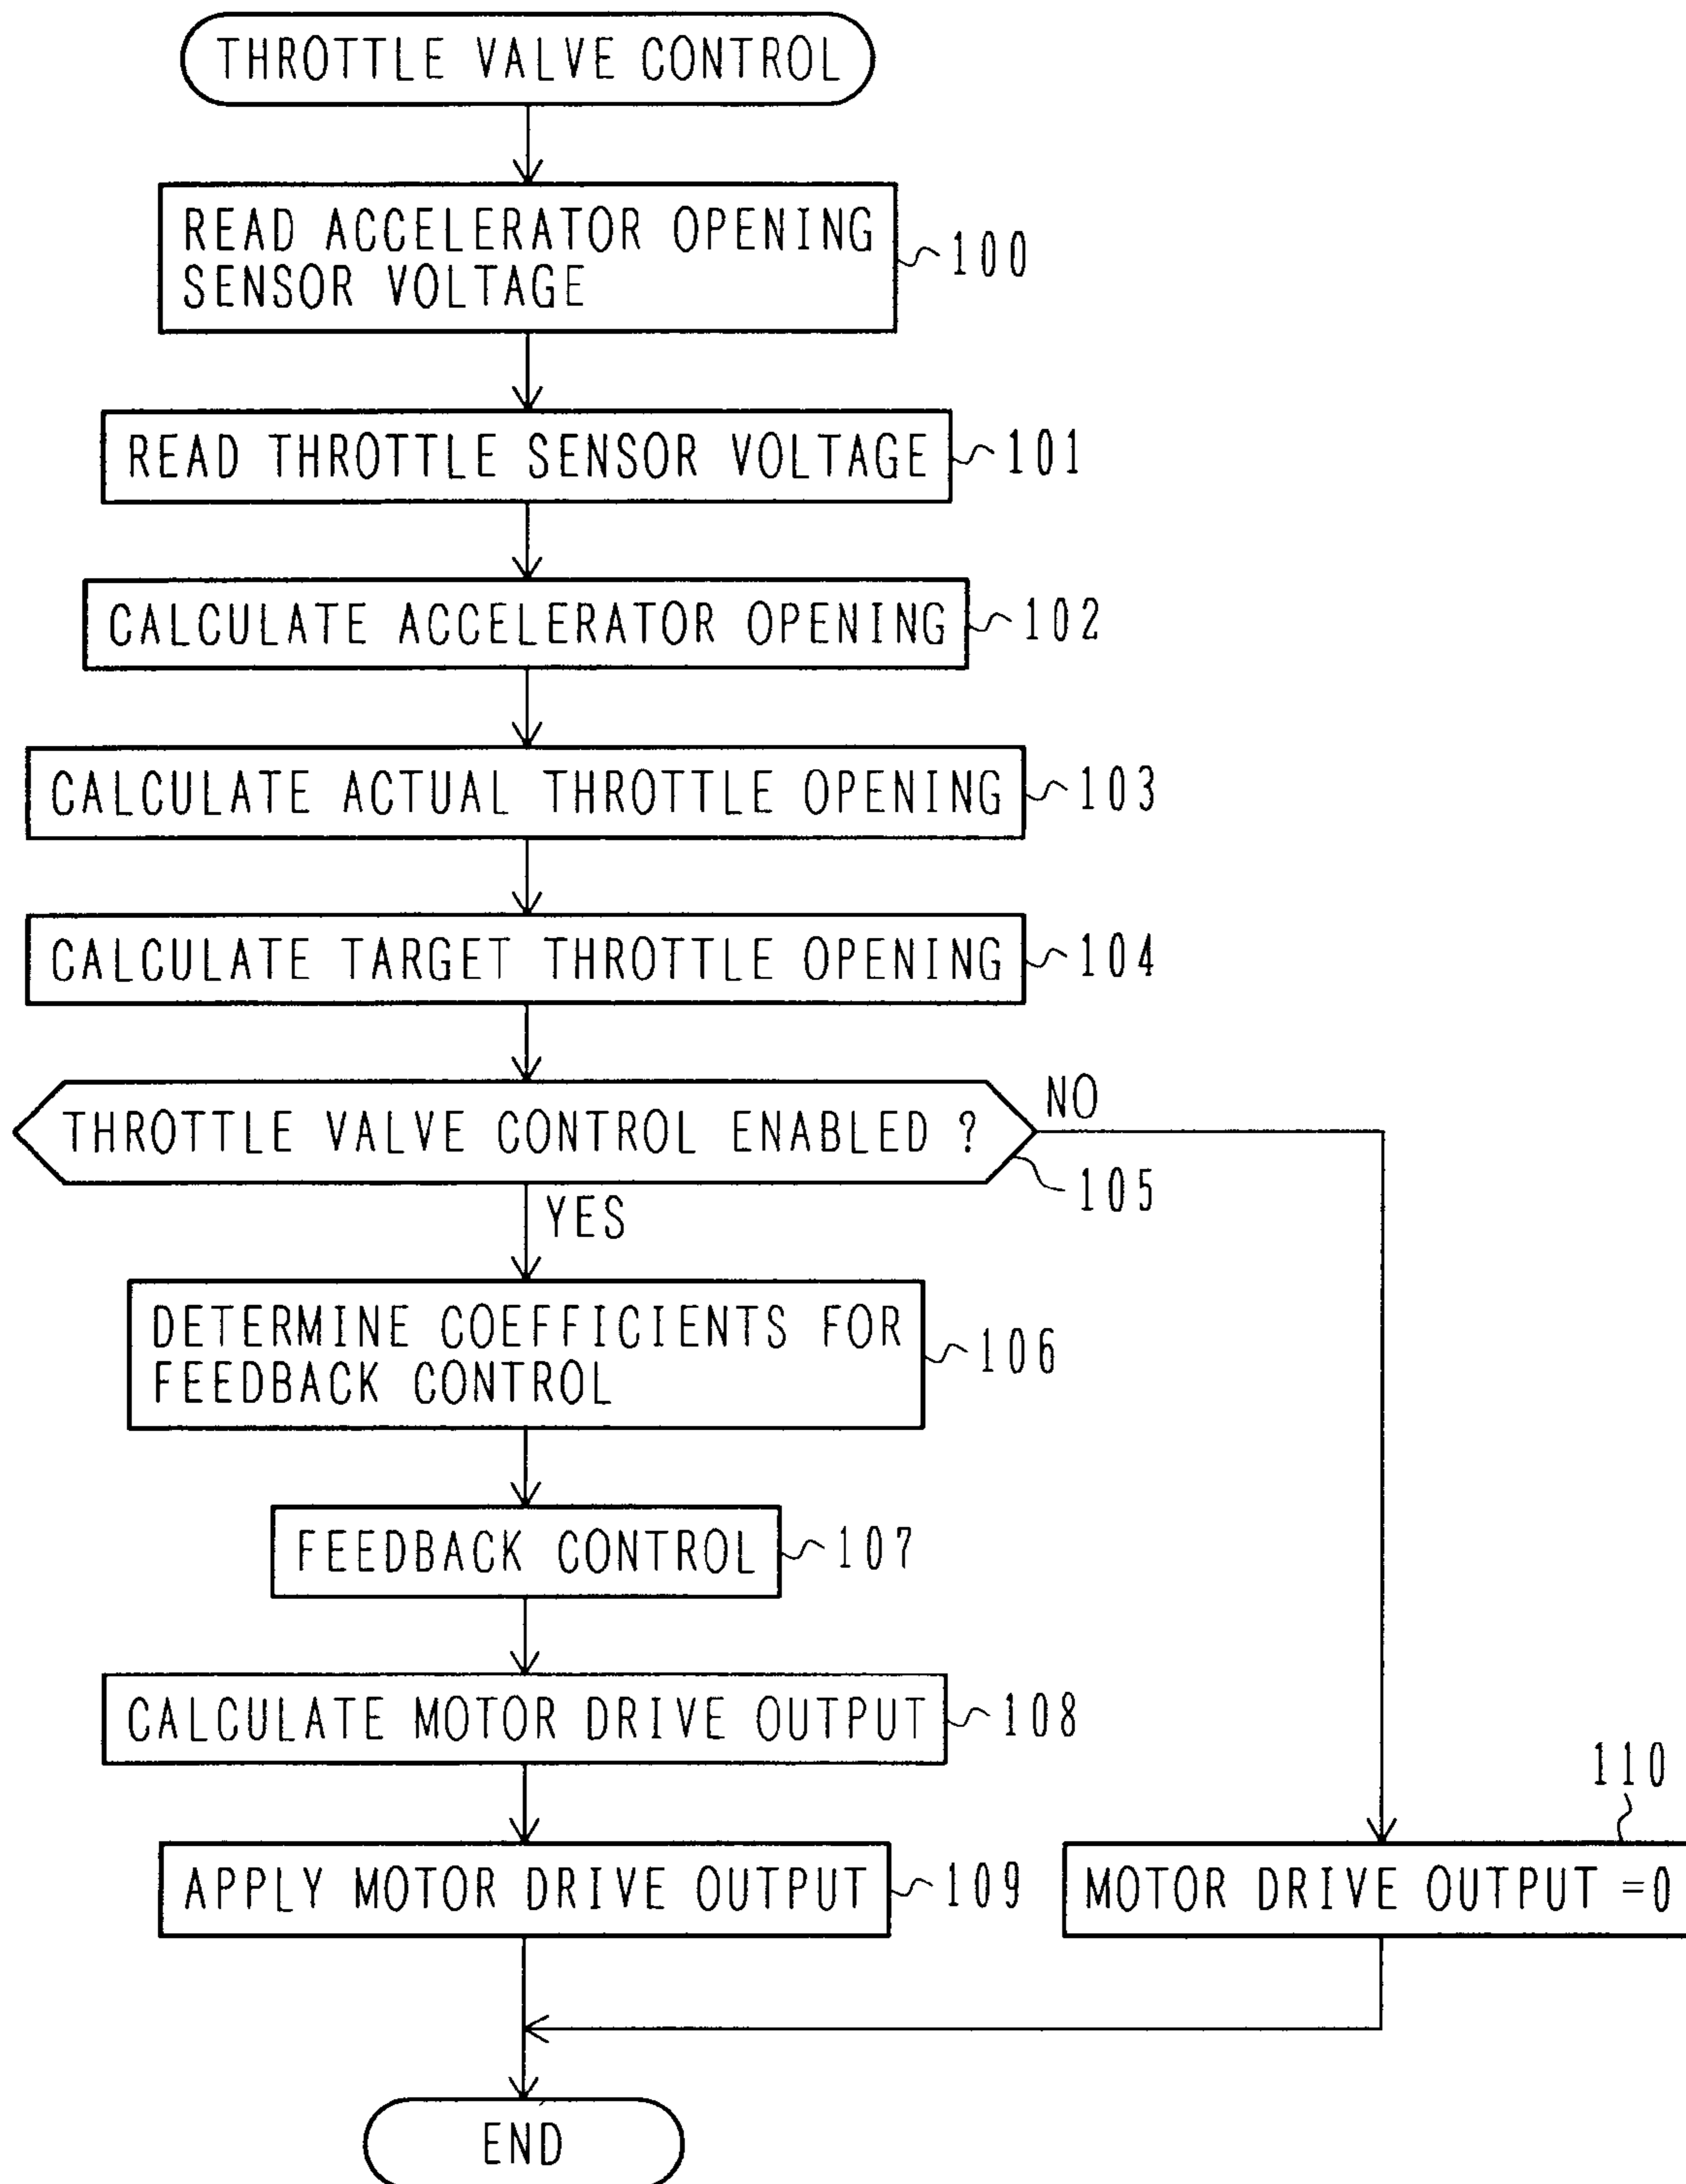 THROTTLE VALVE CONTROL
READ ACCELERATOR OPENING
SENSOR VOLTAGE
100
READ THROTTLE SENSOR VOLTAGE
101
CALCULATE ACCELERATOR OPENING
102
CALCULATE ACTUAL THROTTLE OPENING
103
CALCULATE TARGET THROTTLE OPENING
104
THROTTLE VALVE CONTROL ENABLED ?
NO
105
YES
DETERMINE COEFFICIENTS FOR
FEEDBACK CONTROL
106
FEEDBACK CONTROL
107
CALCULATE MOTOR DRIVE OUTPUT
108
APPLY MOTOR DRIVE OUTPUT
109
110
MOTOR DRIVE OUTPUT =0
END